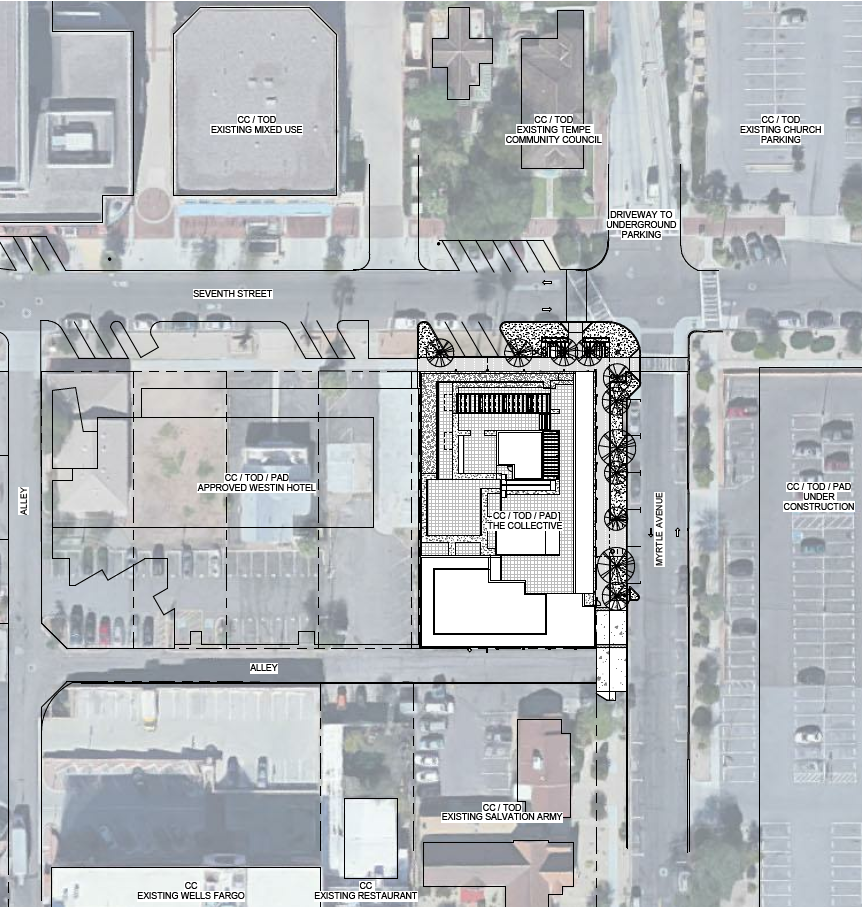 CC / TOD
EXISTING MIXED USE
CC / TOD
EXISTING TEMPE
COMMUNITY COUNCIL
CC / TOD
EXISTING CHURCH
PARKING
DRIVEWAY TO
UNDERGROUND
PARKING
SEVENTH STREET
ALLEY
CC / TOD / PAD
APPROVED WESTIN HOTEL
CC / TOD / PAD
THE COLLECTIVE
MYRTLE AVENUE
CC / TOD / PAD
UNDER
CONSTRUCTION
ALLEY
CC / TOD
EXISTING SALVATION ARMY
CC
EXISTING WELLS FARGO
CC
EXISTING RESTAURANT